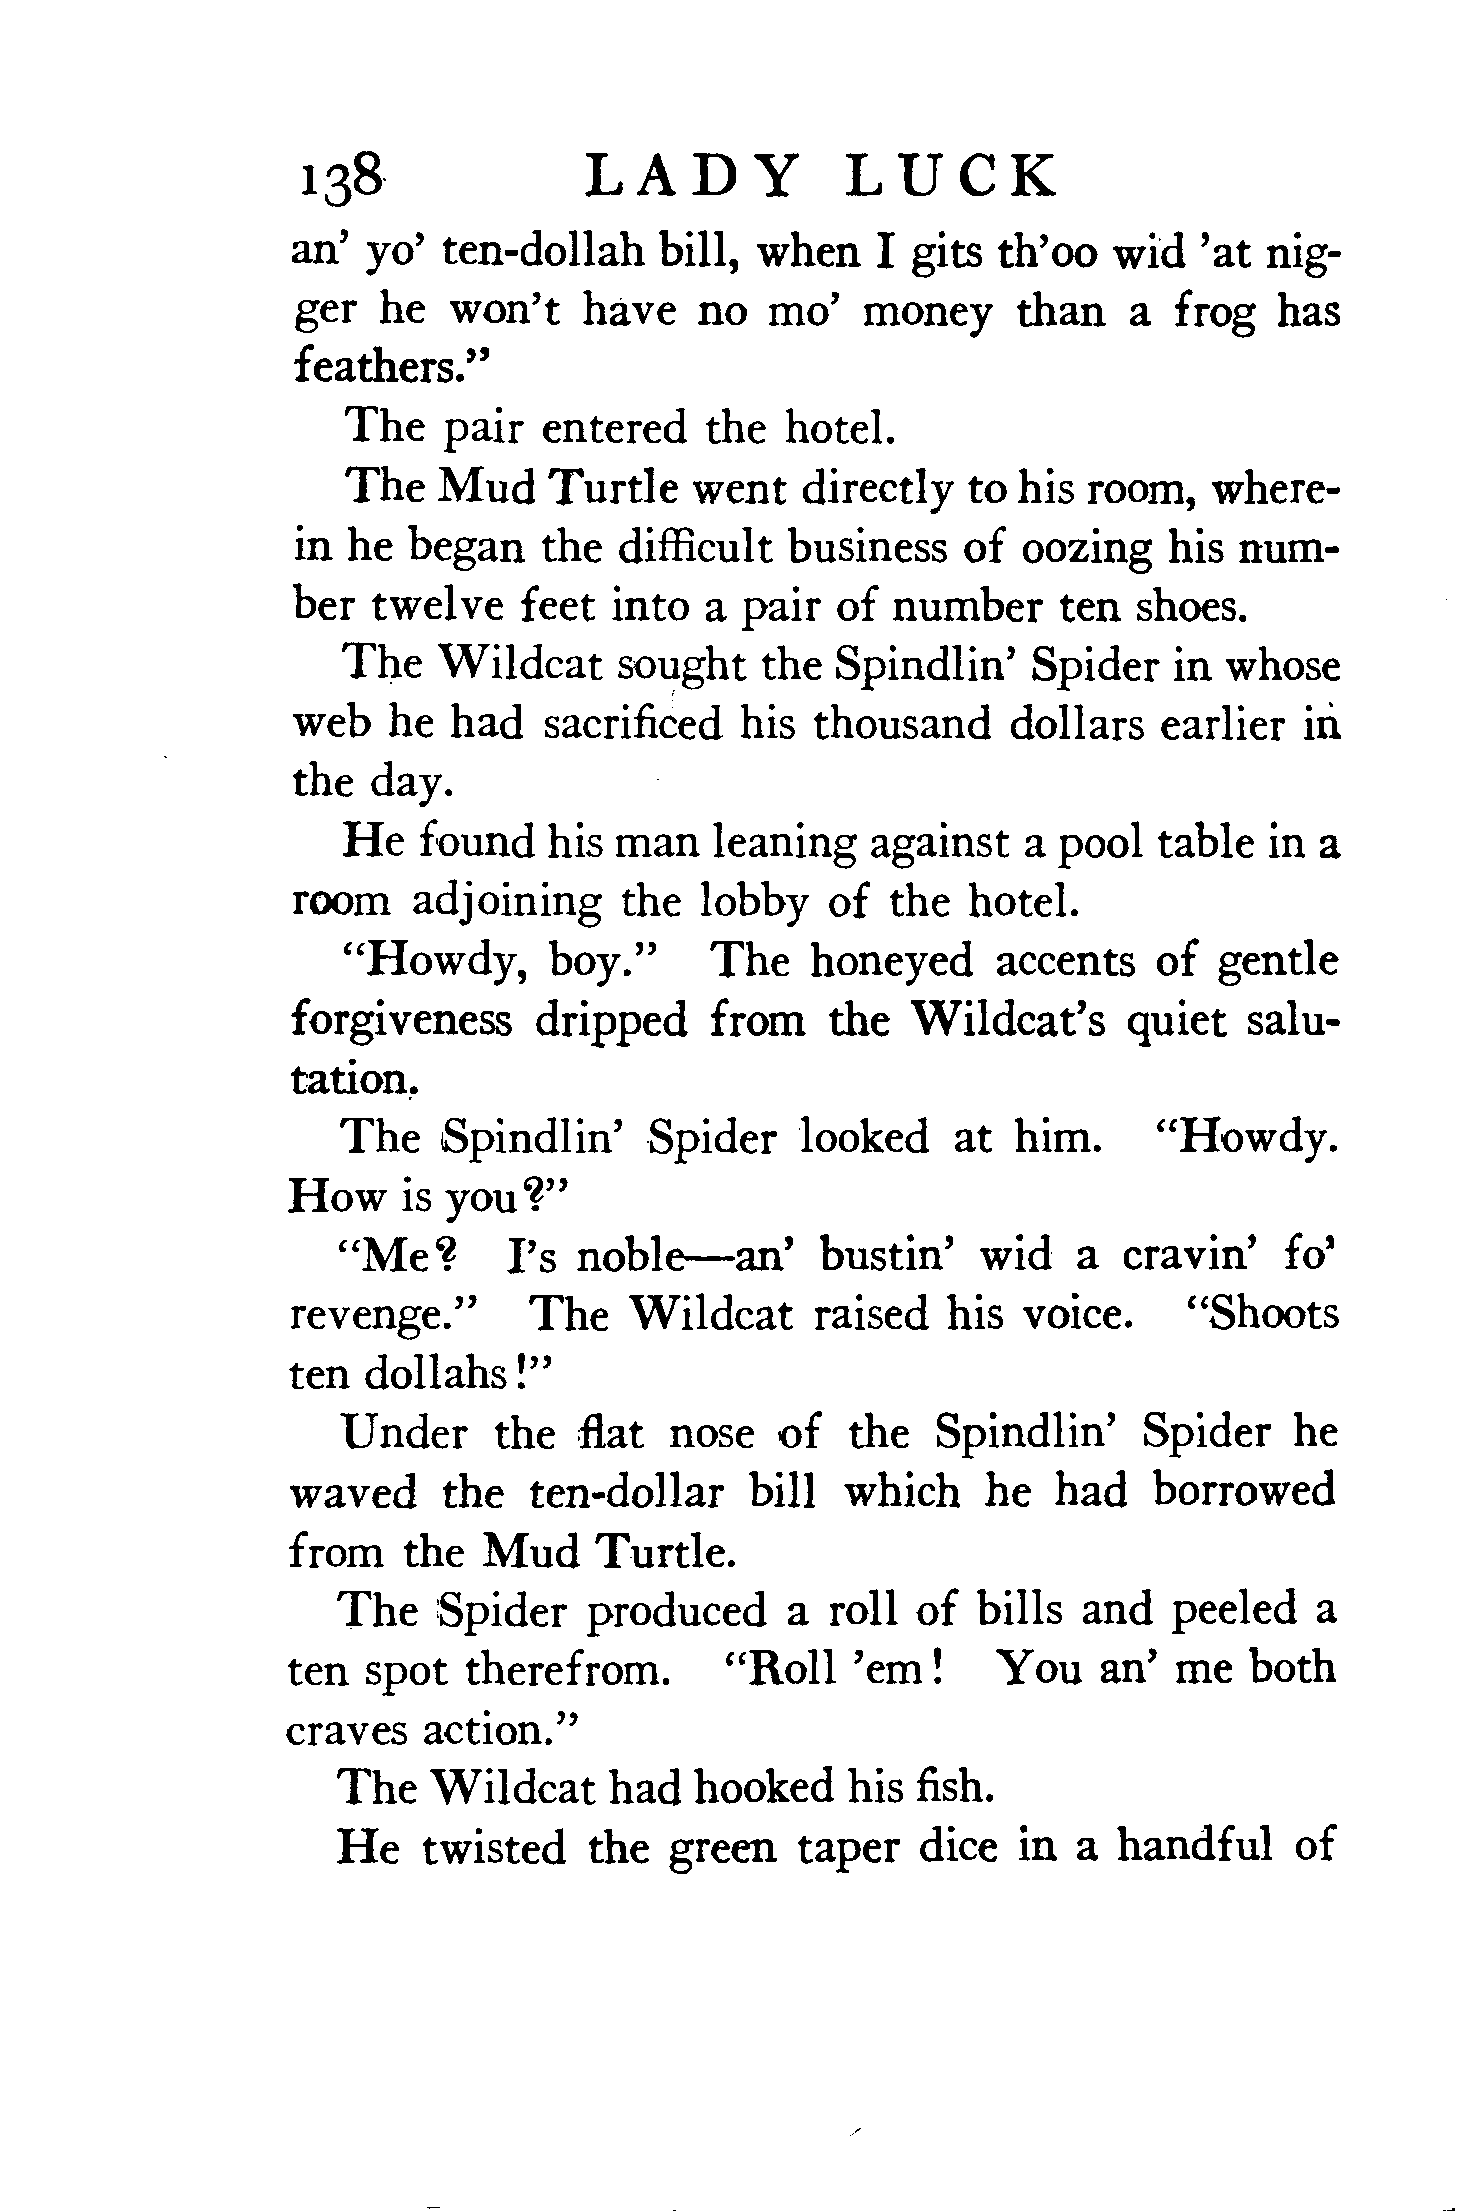 138 LADY LUCK
an’ yo’ ten-dollah bill, when I gits th’oo wid ’at nig-
ger he won’t have no mo’ money than a frog has
feathers.”
The pair entered the hotel.
The Mud Turtle went directly to his room, where-
in he began the difficult business of oozing his num-
ber twelve feet into a pair of number ten shoes.
The Wildcat sought the Spindlin’ Spider in whose
web he had sacrificed his thousand dollars earlier in
the day.
He found his man leaning against a pool table in a
room adjoining the lobby of the hotel.
“Howdy, boy.” The honeyed accents of gentle
forgiveness dripped from the Wildcat’s quiet salu-
tation.
The Spindlin’ Spider looked at him. “Howdy.
How is you?”
“Me? I’s noble—an’ bustin’ wid a cravin’ fo’
revenge.” The Wildcat raised his voice. “Shoots
ten dollahs!”
Under the flat nose of the Spindlin’ Spider he
waved the ten-dollar bill which he had borrowed
from the Mud Turtle.
The Spider produced a roll of bills and peeled a
ten spot therefrom. “Roll ’em! You an’ me both
craves action.”
The Wildcat had hooked his fish.
He twisted the green taper dice in a handful of